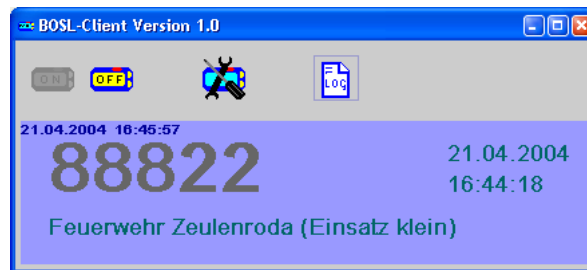 BOSL-Client Version 1.0
ON OFF LOG
21.04.2004 16:45:57
88822
21.04.2004
16:44:18
Feuerwehr Zeulenroda (Einsatz klein)